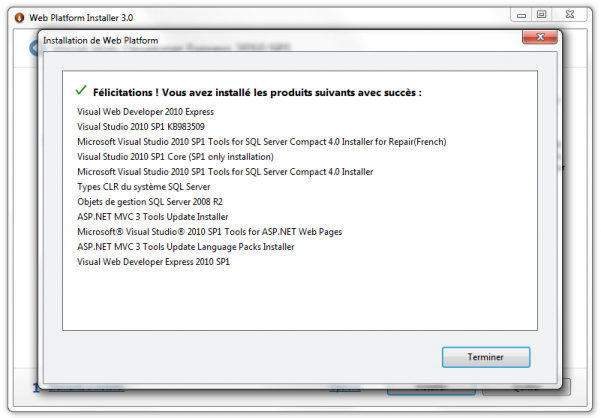 Web Platform Installer 3.0
Installation de Web Platform
Félicitations ! Vous avez installé les produits suivants avec succès :
Visual Web Developer 2010 Express
Visual Studio 2010 SP1 KB983509
Microsoft Visual Studio 2010 SP1 Tools for SQL Server Compact 4.0 Installer for Repair(French)
Visual Studio 2010 SP1 Core (SP1 only installation)
Microsoft Visual Studio 2010 SP1 Tools for SQL Server Compact 4.0 Installer
Types CLR du système SQL Server
Objets de gestion SQL Server 2008 R2
ASP.NET MVC 3 Tools Update Installer
Microsoft® Visual Studio® 2010 SP1 Tools for ASP.NET Web Pages
ASP.NET MVC 3 Tools Update Language Packs Installer
Visual Web Developer Express 2010 SP1
Terminer